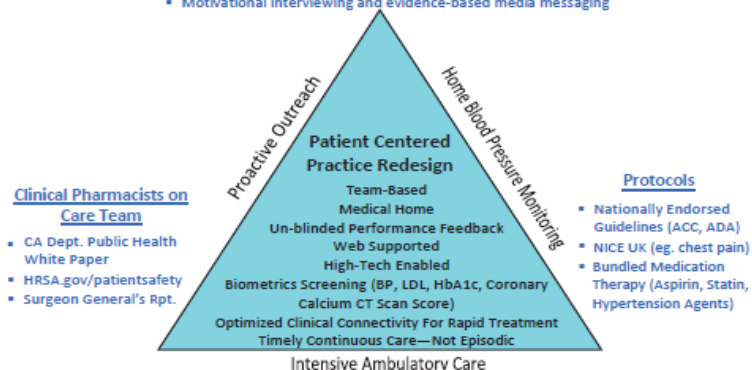 ▪ Motivational interviewing and evidence-based media messaging
Proactive Outreach
Home Blood Pressure Monitoring
Patient Centered
Practice Redesign
Team-Based
Medical Home
Un-blinded Performance Feedback
Web Supported
High-Tech Enabled
Biometrics Screening (BP, LDL, HbA1c, Coronary
Calcium CT Scan Score)
Optimized Clinical Connectivity For Rapid Treatment
Timely Continuous Care—Not Episodic
Intensive Ambulatory Care
Clinical Pharmacists on
Care Team
▪ CA Dept. Public Health
White Paper
▪ HRSA.gov/patientsafety
▪ Surgeon General's Rpt.
Protocols
▪ Nationally Endorsed
Guidelines (ACC, ADA)
▪ NICE UK (eg. chest pain)
▪ Bundled Medication
Therapy (Aspirin, Statin,
Hypertension Agents)